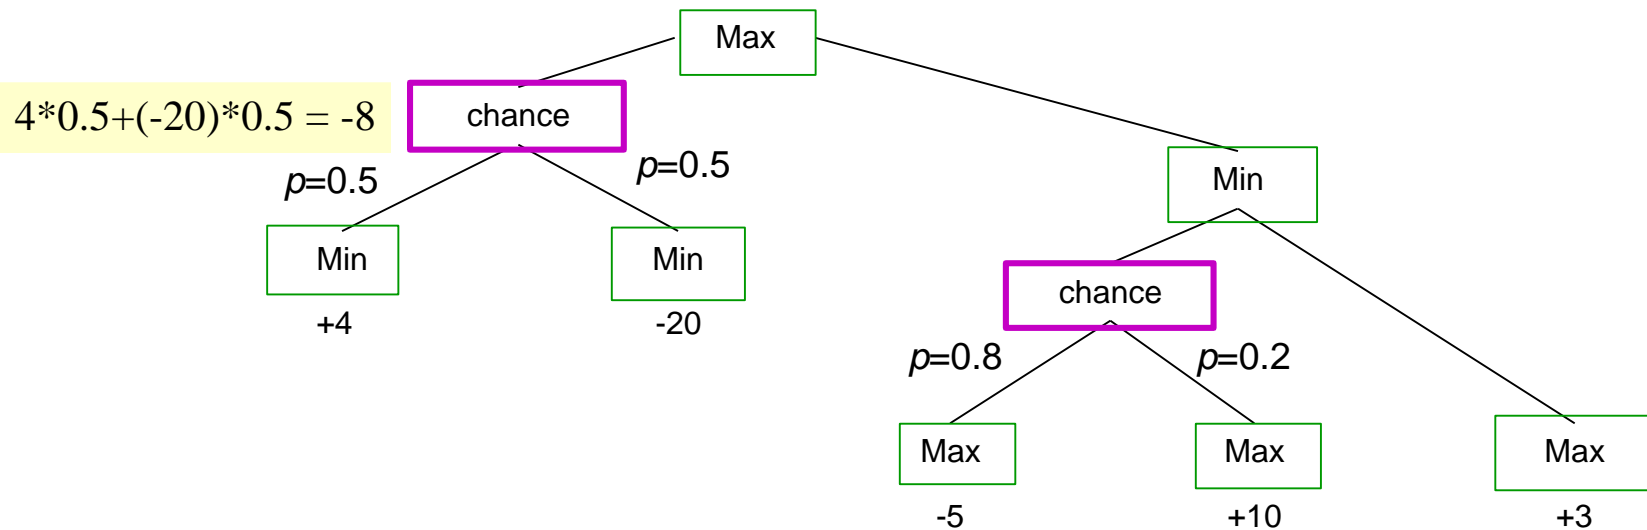 Max
4*0.5+(-20)*0.5 = -8
chance
p=0.5
p=0.5
Min
Min
Min
chance
+4
-20
p=0.8
p=0.2
Max
Max
Max
-5
+10
+3